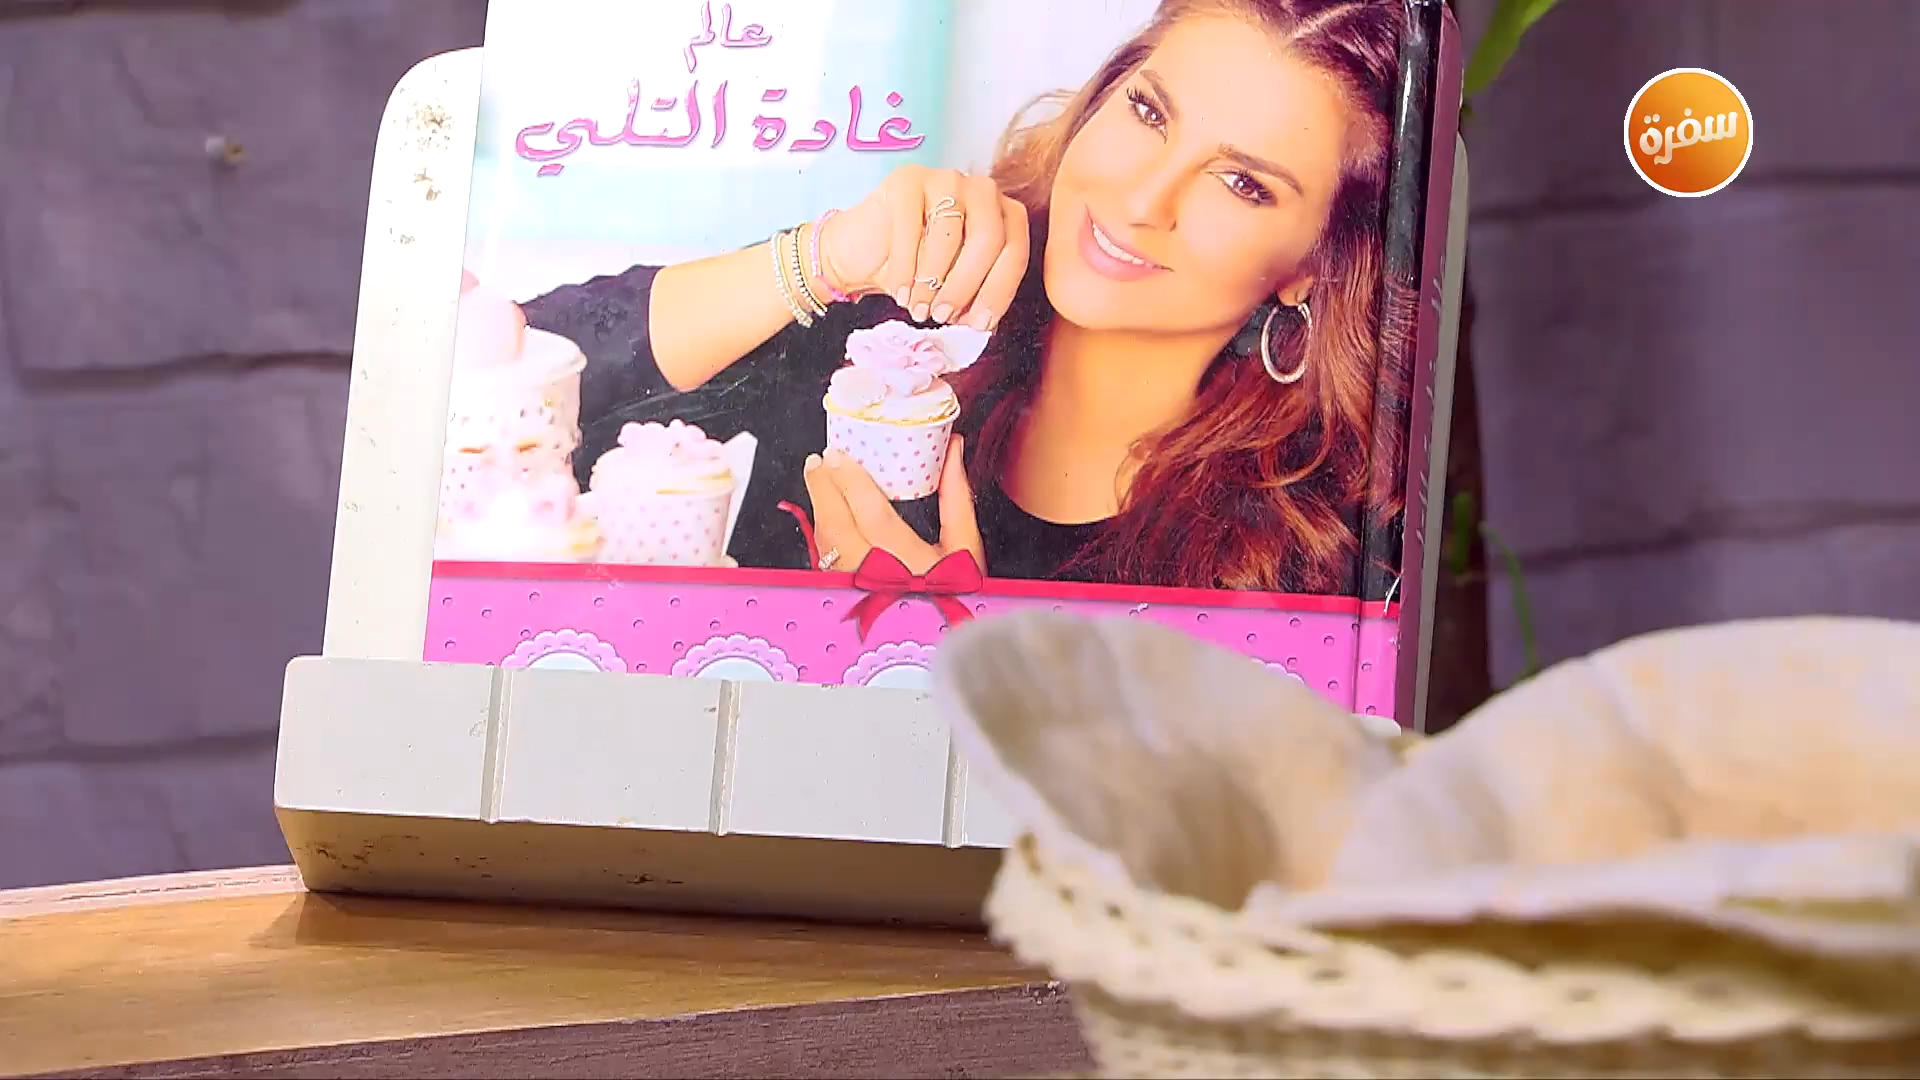 عالم
غادة التلي
سفرة